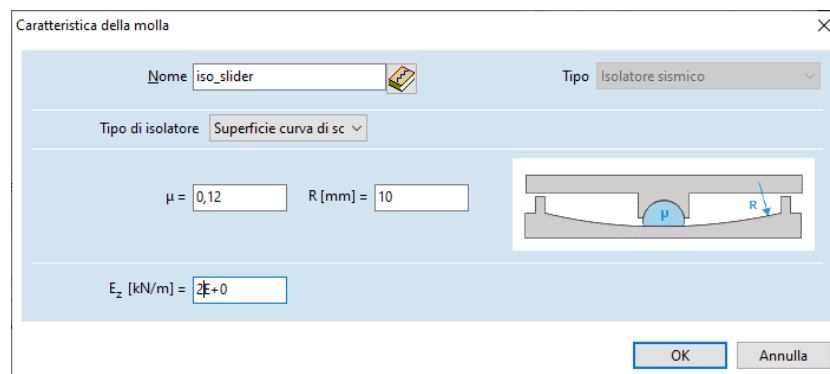 Caratteristica della molla
Nome iso_slider Tipo Isolatore sismico
Tipo di isolatore Superficie curva di sc
μ = 0,12 R [mm] = 10
R
μ
E_z [kN/m] = 2E+0
OK Annulla